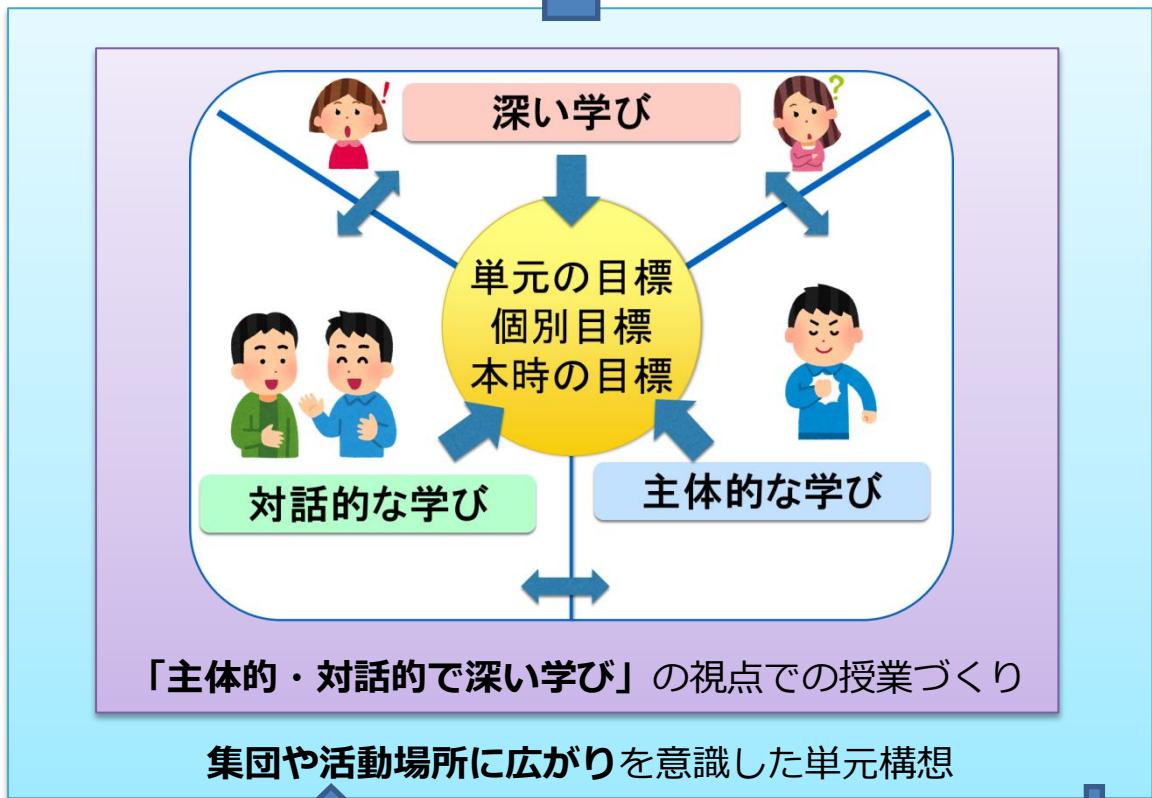 深い学び
単元の目標
個別目標
本時の目標
対話的な学び
主体的な学び
「主体的・対話的で深い学び」の視点での授業づくり
集団や活動場所に広がりを意識した単元構想